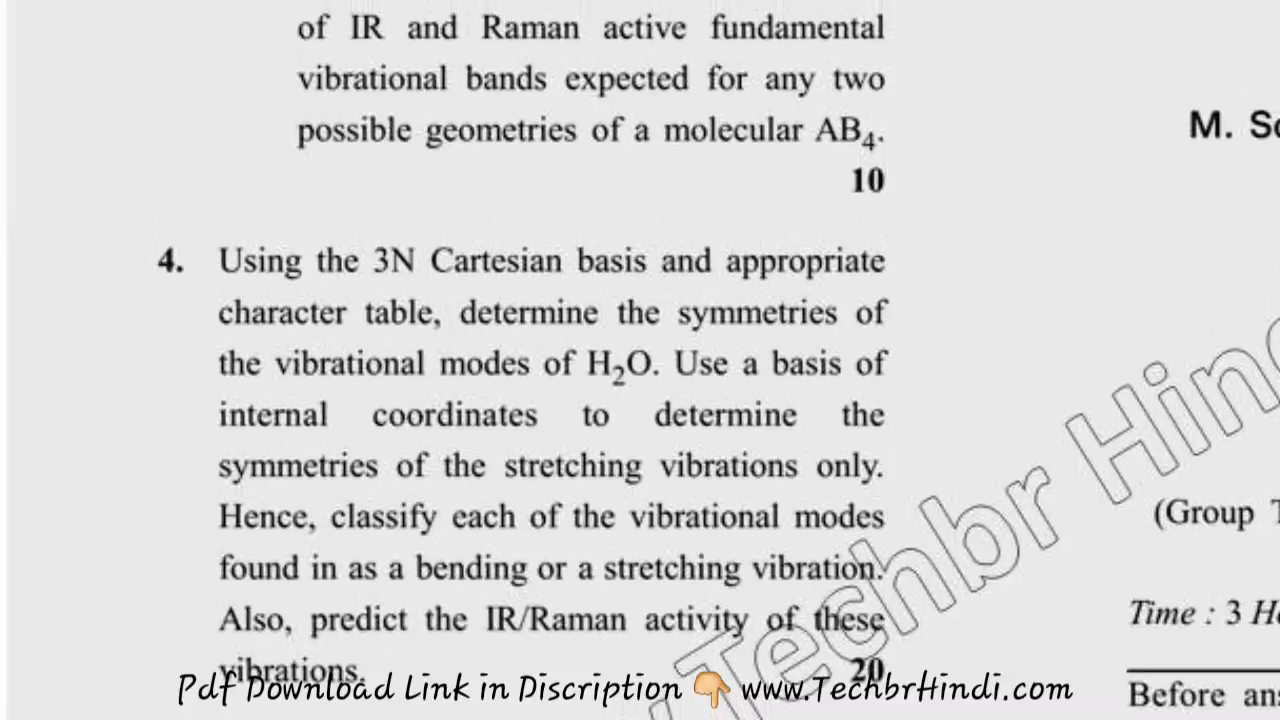 of IR and Raman active fundamental
vibrational bands expected for any two
possible geometries of a molecular AB₄.
10
4. Using the 3N Cartesian basis and appropriate
character table, determine the symmetries of
the vibrational modes of H₂O. Use a basis of
internal coordinates to determine the
symmetries of the stretching vibrations only.
Hence, classify each of the vibrational modes
found in as a bending or a stretching vibration.
Also, predict the IR/Raman activity of these
vibrations. 20
M. Sc
(Group T
Time : 3 Ho
Before ans
Techbr Hind
Pdf Download Link in Discription 👇 www.TechbrHindi.com